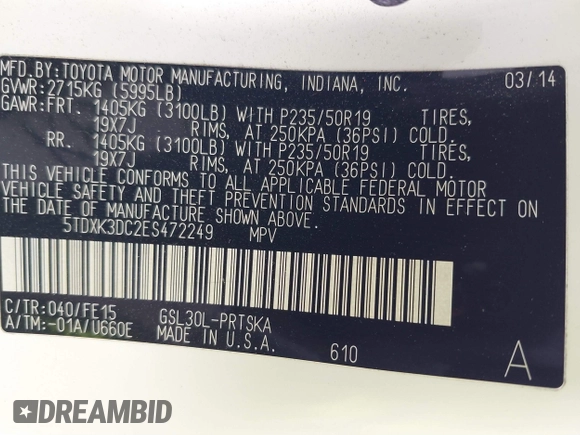 MFD.BY: TOYOTA MOTOR MANUFACTURING, INDIANA, INC. 03/14
GVWR: 2715KG (5995LB)
GAWR: FRT. 1405KG (3100LB) WITH P235/50R19 TIRES,
19X7J RIMS, AT 250KPA (36PSI) COLD.
RR. 1405KG (3100LB) WITH P235/50R19 TIRES,
19X7J RIMS, AT 250KPA (36PSI) COLD.
THIS VEHICLE CONFORMS TO ALL APPLICABLE FEDERAL MOTOR
VEHICLE SAFETY AND THEFT PREVENTION STANDARDS IN EFFECT ON
THE DATE OF MANUFACTURE SHOWN ABOVE.
5TDXK3DC2ES472249 MPV
C/TR: 040/FE15 GSL30L-PRTSKA
A/TM: -01A/U660E MADE IN U.S.A. 610 A
DREAMBID